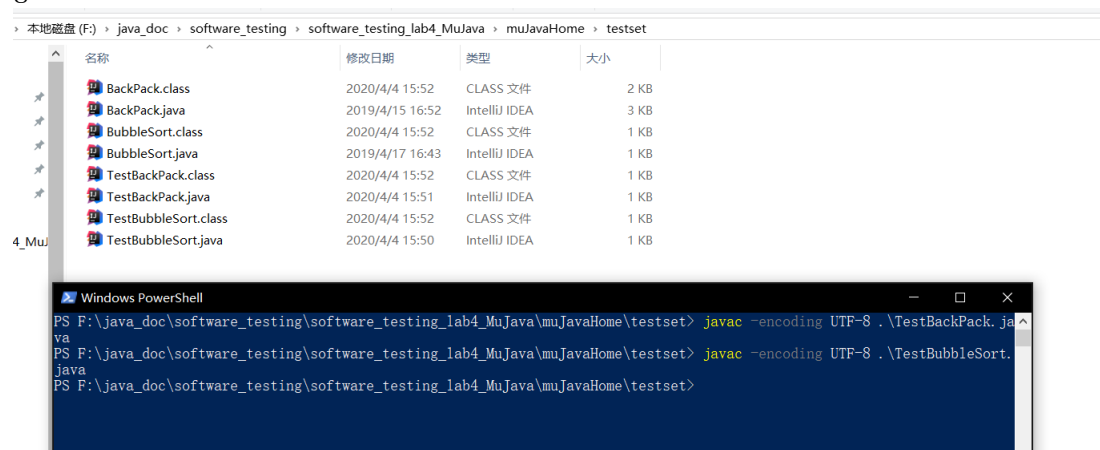 › 本地磁盘 (F:) › java_doc › software_testing › software_testing_lab4_MuJava › muJavaHome › testset
名称 修改日期 类型 大小
BackPack.class 2020/4/4 15:52 CLASS 文件 2 KB
BackPack.java 2019/4/15 16:52 IntelliJ IDEA 3 KB
BubbleSort.class 2020/4/4 15:52 CLASS 文件 1 KB
BubbleSort.java 2019/4/17 16:43 IntelliJ IDEA 1 KB
TestBackPack.class 2020/4/4 15:52 CLASS 文件 1 KB
TestBackPack.java 2020/4/4 15:51 IntelliJ IDEA 1 KB
TestBubbleSort.class 2020/4/4 15:52 CLASS 文件 1 KB
4_MuJ TestBubbleSort.java 2020/4/4 15:50 IntelliJ IDEA 1 KB
Windows PowerShell
PS F:\java_doc\software_testing\software_testing_lab4_MuJava\muJavaHome\testset> javac -encoding UTF-8 .\TestBackPack.ja
va
PS F:\java_doc\software_testing\software_testing_lab4_MuJava\muJavaHome\testset> javac -encoding UTF-8 .\TestBubbleSort.
java
PS F:\java_doc\software_testing\software_testing_lab4_MuJava\muJavaHome\testset>